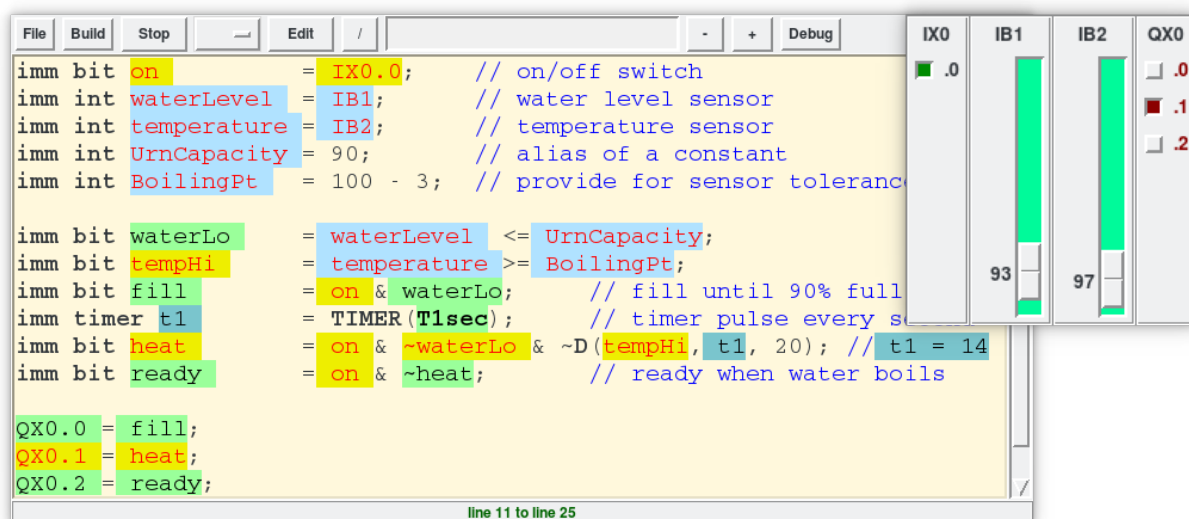 File Build Stop Edit / - + Debug
IX0 IB1 IB2 QX0
.0 .0
.1
.2
93 97
imm bit on = IX0.0; // on/off switch
imm int waterLevel = IB1; // water level sensor
imm int temperature = IB2; // temperature sensor
imm int UrnCapacity = 90; // alias of a constant
imm int BoilingPt = 100 - 3; // provide for sensor toleranc
imm bit waterLo = waterLevel <= UrnCapacity;
imm bit tempHi = temperature >= BoilingPt;
imm bit fill = on & waterLo; // fill until 90% full
imm timer t1 = TIMER(T1sec); // timer pulse every
imm bit heat = on & ~waterLo & ~D(tempHi, t1, 20); // t1 = 14
imm bit ready = on & ~heat; // ready when water boils
QX0.0 = fill;
QX0.1 = heat;
QX0.2 = ready;
line 11 to line 25